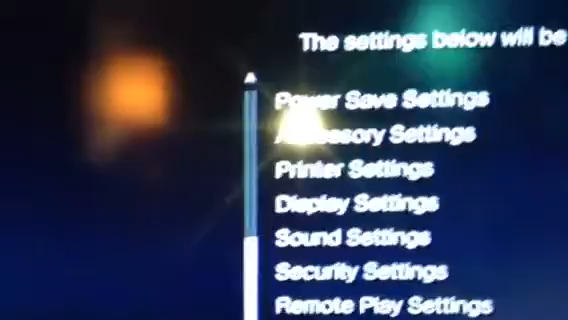 The settings below will be
Power Save Settings
Accessory Settings
Printer Settings
Display Settings
Sound Settings
Security Settings
Remote Play Settings